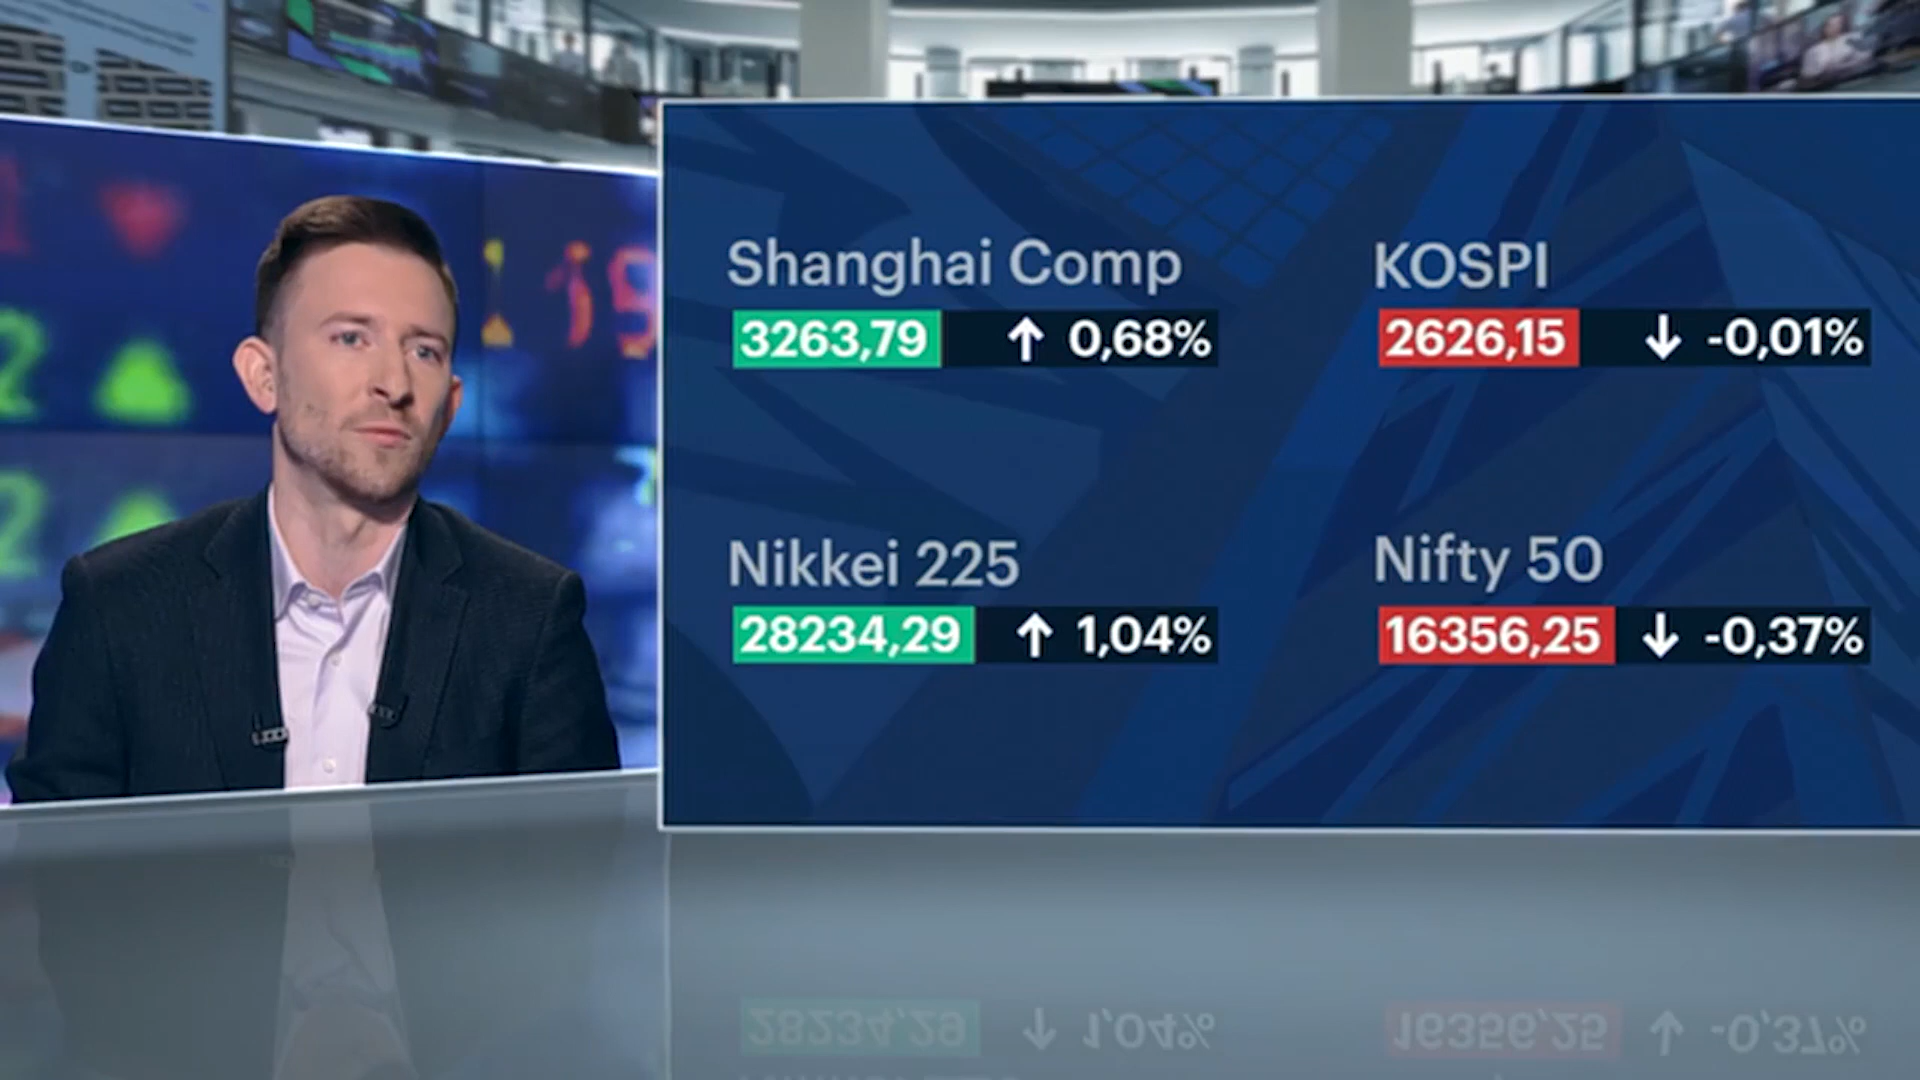 Shanghai Comp
3263,79 ↑ 0,68%
KOSPI
2626,15 ↓ -0,01%
Nikkei 225
28234,29 ↑ 1,04%
Nifty 50
16356,25 ↓ -0,37%